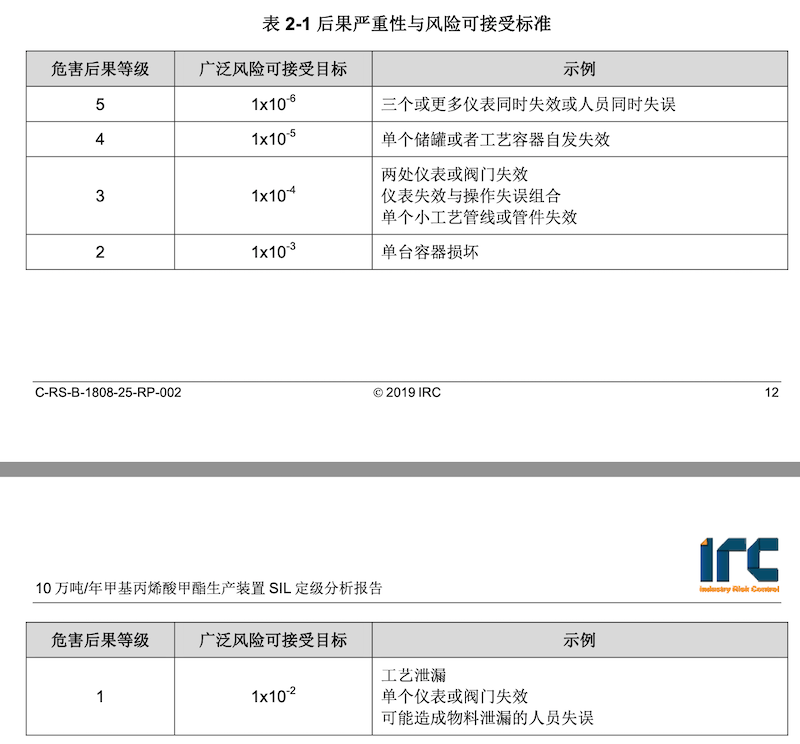 表 2-1 后果严重性与风险可接受标准
危害后果等级 广泛风险可接受目标 示例
5 1x10⁻⁶ 三个或更多仪表同时失效或人员同时失误
4 1x10⁻⁵ 单个储罐或者工艺容器自发失效
3 1x10⁻⁴ 两处仪表或阀门失效
仪表失效与操作失误组合
单个小工艺管线或管件失效
2 1x10⁻³ 单台容器损坏
C-RS-B-1808-25-RP-002 © 2019 IRC 12
IRC
Industry Risk Control
10 万吨/年甲基丙烯酸甲酯生产装置 SIL 定级分析报告
危害后果等级 广泛风险可接受目标 示例
1 1x10⁻² 工艺泄漏
单个仪表或阀门失效
可能造成物料泄漏的人员失误